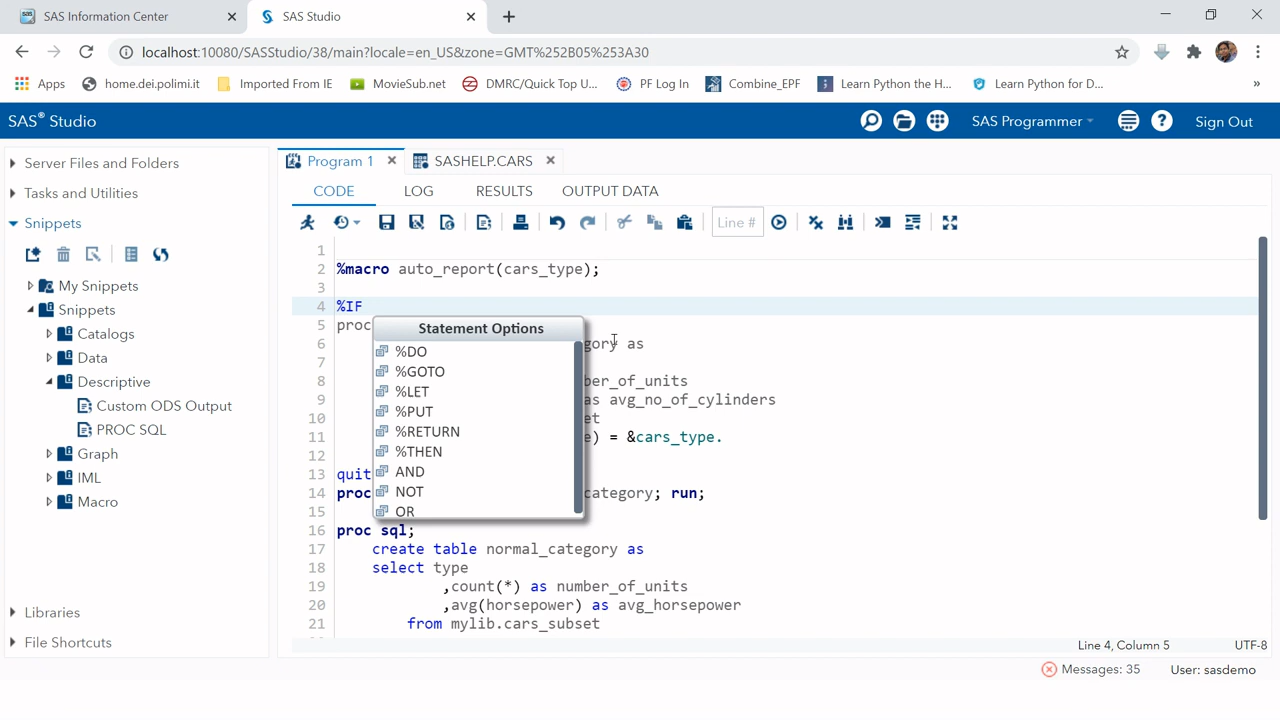 SAS Information Center
SAS Studio
localhost:10080/SASStudio/38/main?locale=en_US&zone=GMT%252B05%253A30
Apps
home.dei.polimi.it
Imported From IE
MovieSub.net
DMRC/Quick Top U...
PF Log In
Combine_EPF
Learn Python the H...
Learn Python for D...
»
SAS® Studio
SAS Programmer
Sign Out
Server Files and Folders
Tasks and Utilities
Snippets
My Snippets
Snippets
Catalogs
Data
Descriptive
Custom ODS Output
PROC SQL
Graph
IML
Macro
Libraries
File Shortcuts
Program 1
SASHELP.CARS
CODE
LOG
RESULTS
OUTPUT DATA
Line #
1
2 %macro auto_report(cars_type);
3
4 %IF
5 proc
6 gory as
7
8 ber_of_units
9 as avg_no_of_cylinders
10 et
11 e) = &cars_type.
12
13 quit
14 proc category; run;
15
16 proc sql;
17 create table normal_category as
18 select type
19 ,count(*) as number_of_units
20 ,avg(horsepower) as avg_horsepower
21 from mylib.cars_subset
Statement Options
%DO
%GOTO
%LET
%PUT
%RETURN
%THEN
AND
NOT
OR
Line 4, Column 5
UTF-8
Messages: 35
User: sasdemo